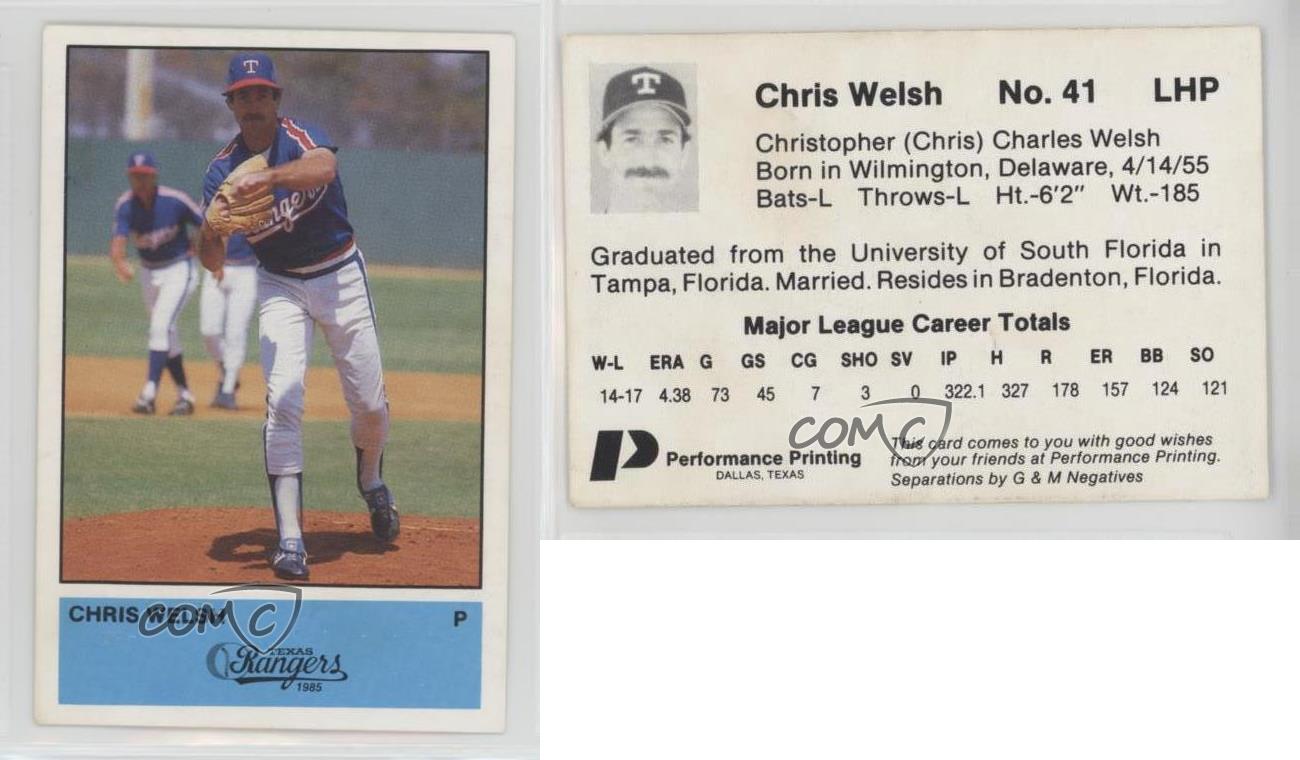 T
Rangers
CHRIS WELSH P
COMC
TEXAS
Rangers
1985
T
Chris Welsh No. 41 LHP
Christopher (Chris) Charles Welsh
Born in Wilmington, Delaware, 4/14/55
Bats-L Throws-L Ht.-6'2" Wt.-185
Graduated from the University of South Florida in
Tampa, Florida. Married. Resides in Bradenton, Florida.
Major League Career Totals
W-L ERA G GS CG SHO SV IP H R ER BB SO
14-17 4.38 73 45 7 3 0 322.1 327 178 157 124 121
COMC
Performance Printing
DALLAS, TEXAS
This card comes to you with good wishes
from your friends at Performance Printing.
Separations by G & M Negatives